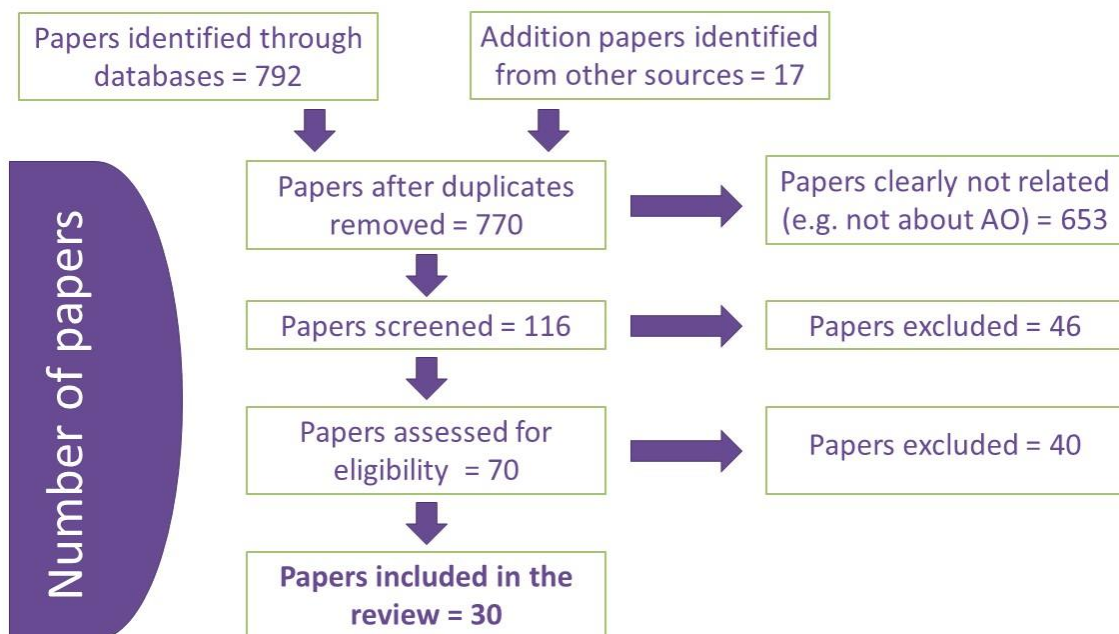 Papers identified through
databases = 792
Addition papers identified
from other sources = 17
Number of papers
Papers after duplicates
removed = 770
Papers clearly not related
(e.g. not about AO) = 653
Papers screened = 116
Papers excluded = 46
Papers assessed for
eligibility = 70
Papers excluded = 40
Papers included in the
review = 30